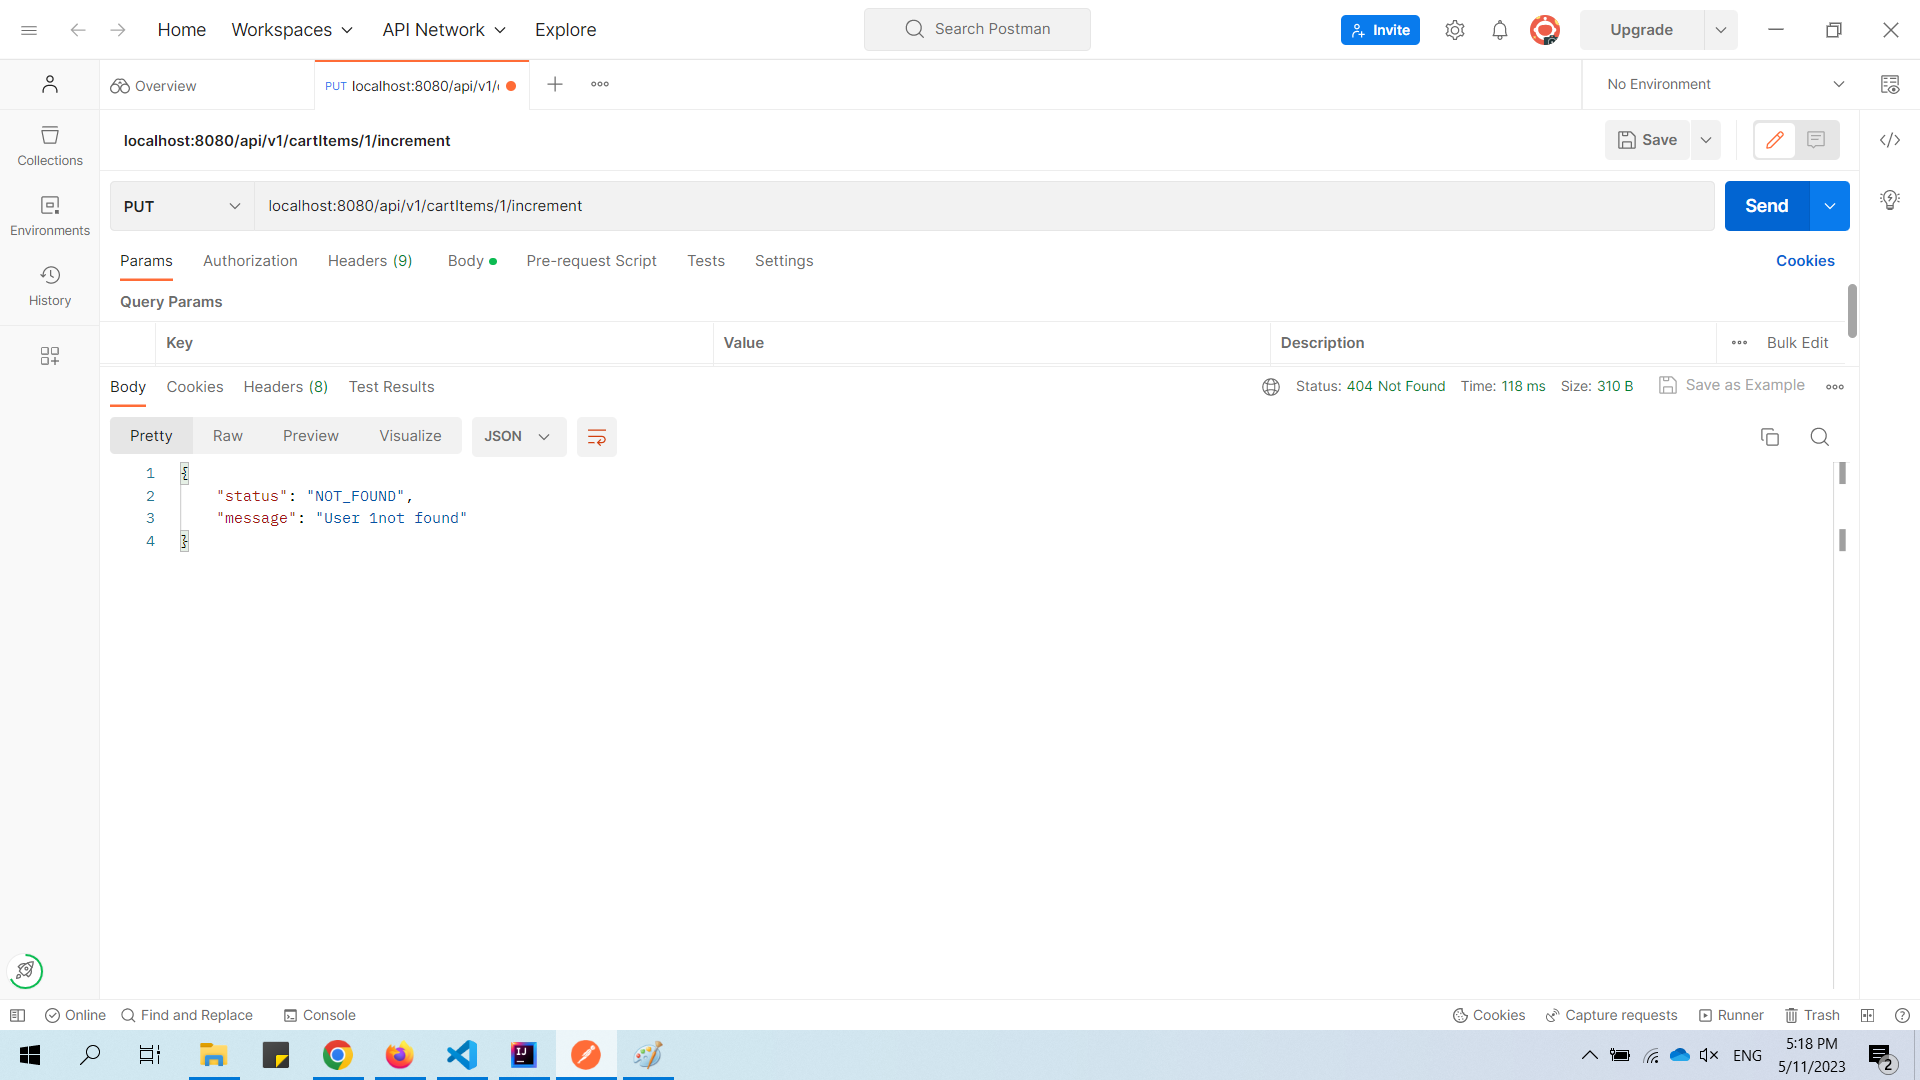 Home Workspaces API Network Explore Search Postman Invite Upgrade
Overview PUT localhost:8080/api/v1/ No Environment
localhost:8080/api/v1/cartItems/1/increment Save
Collections
PUT localhost:8080/api/v1/cartItems/1/increment Send
Environments
Params Authorization Headers (9) Body Pre-request Script Tests Settings Cookies
History
Query Params
Key Value Description Bulk Edit
Body Cookies Headers (8) Test Results Status: 404 Not Found Time: 118 ms Size: 310 B Save as Example
Pretty Raw Preview Visualize JSON
1 {
2 "status": "NOT_FOUND",
3 "message": "User 1not found"
4 }
Online Find and Replace Console Cookies Capture requests Runner Trash
ENG 5:18 PM
5/11/2023 2